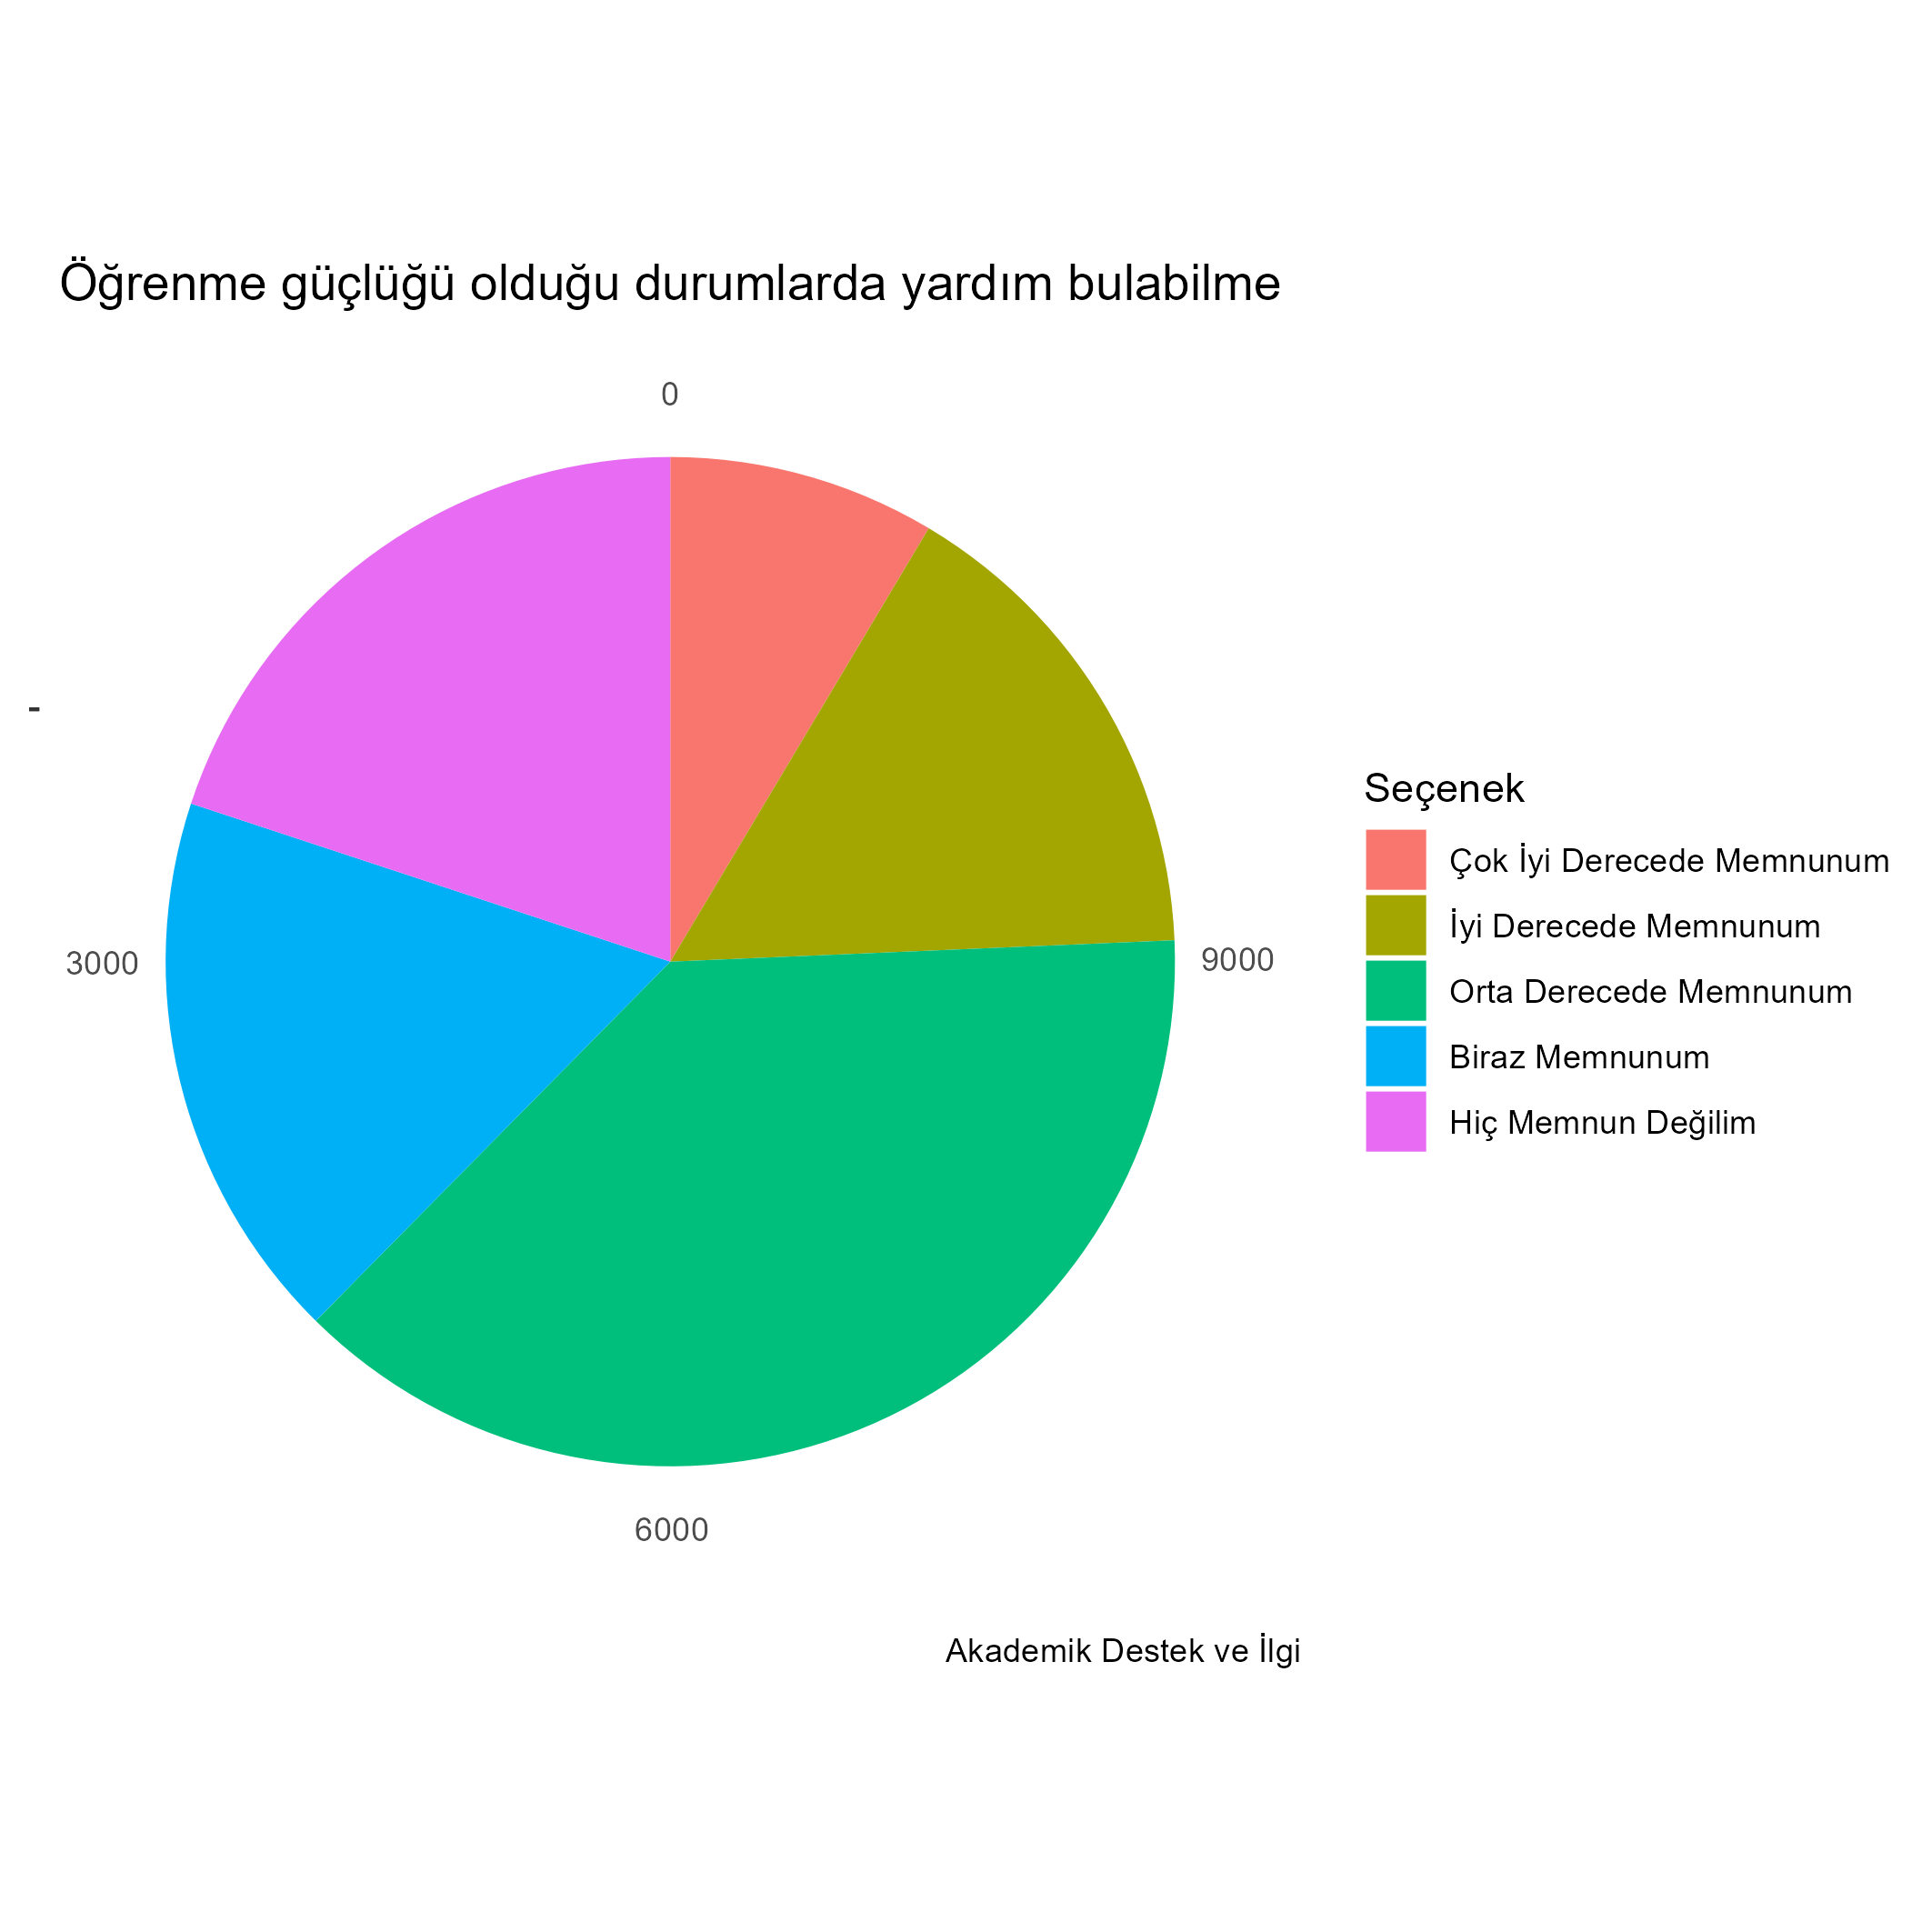 Öğrenme güçlüğü olduğu durumlarda yardım bulabilme
0
-
3000
9000
6000
Seçenek
Çok İyi Derecede Memnunum
İyi Derecede Memnunum
Orta Derecede Memnunum
Biraz Memnunum
Hiç Memnun Değilim
Akademik Destek ve İlgi